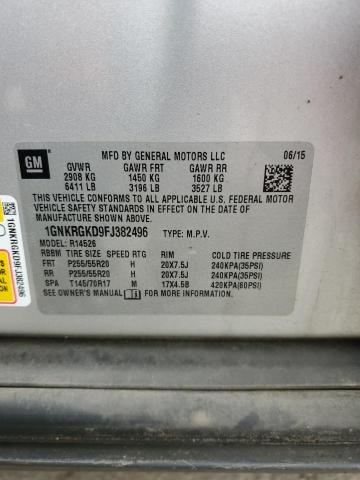 GM
MFD BY GENERAL MOTORS LLC 06/15
GVWR GAWR FRT GAWR RR
2908 KG 1450 KG 1600 KG
6411 LB 3196 LB 3527 LB
THIS VEHICLE CONFORMS TO ALL APPLICABLE U.S. FEDERAL MOTOR
VEHICLE SAFETY STANDARDS IN EFFECT ON THE DATE OF
MANUFACTURE SHOWN ABOVE.
1GNKRGKD9FJ382496 TYPE: M.P.V.
MODEL: R14526
RBBM TIRE SIZE SPEED RTG RIM COLD TIRE PRESSURE
FRT P255/55R20 H 20X7.5J 240KPA(35PSI)
RR P255/55R20 H 20X7.5J 240KPA(35PSI)
SPA T145/70R17 M 17X4.5B 420KPA(60PSI)
SEE OWNER'S MANUAL FOR MORE INFORMATION.
1GNKRGKD9FJ382496